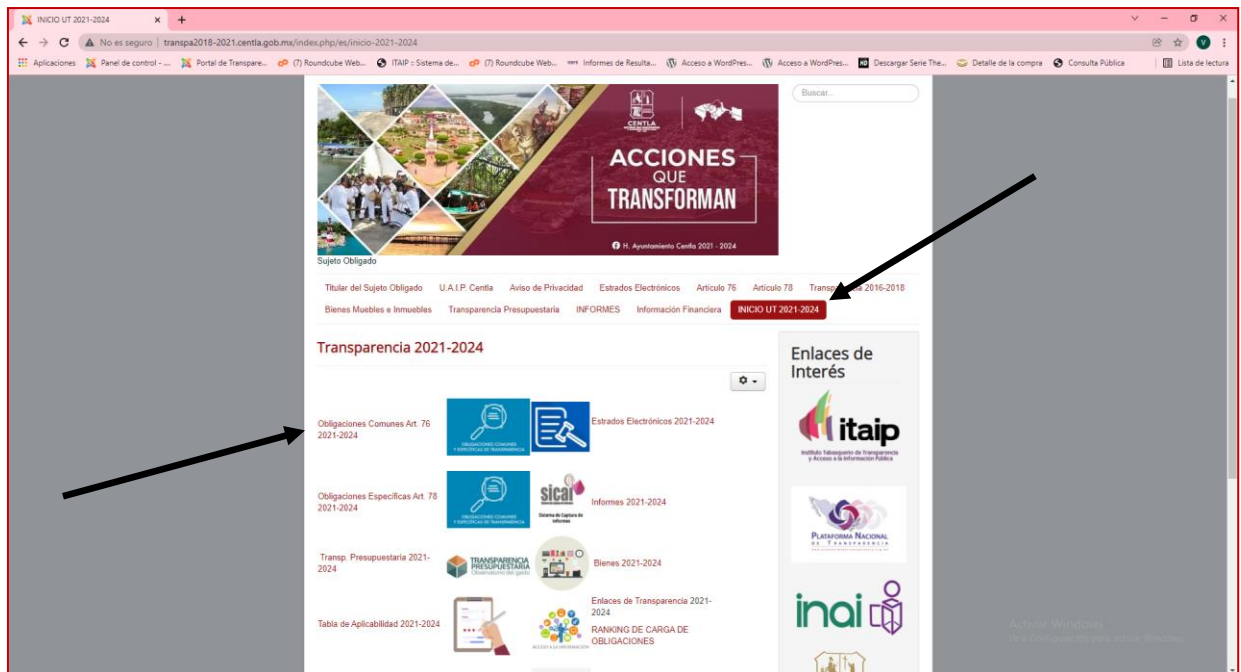 INICIO UT 2021-2024
No es seguro | transpa2018-2021.centla.gob.mx/index.php/es/inicio-2021-2024
Aplicaciones Panel de control - ... Portal de Transpare... (7) Roundcube Web... ITAIP :: Sistema de... (7) Roundcube Web... Informes de Resulta... Acceso a WordPres... Acceso a WordPres... Descargar Serie The... Detalle de la compra Consulta Pública Lista de lectura
CENTLA
Buscar...
ACCIONES
QUE
TRANSFORMAN
H. Ayuntamiento Centla 2021 - 2024
Sujeto Obligado
Titular del Sujeto Obligado U.A.I.P. Centla Aviso de Privacidad Estrados Electrónicos Artículo 76 Artículo 78 Transparencia 2016-2018
Bienes Muebles e Inmuebles Transparencia Presupuestaria INFORMES Información Financiera INICIO UT 2021-2024
Transparencia 2021-2024
Enlaces de
Interés
Obligaciones Comunes Art. 76
2021-2024
OBLIGACIONES COMUNES
Y ESPECÍFICAS DE TRANSPARENCIA
Estrados Electrónicos 2021-2024
itaip
Instituto Tabasqueño de Transparencia
y Acceso a la Información Pública
Obligaciones Específicas Art. 78
2021-2024
OBLIGACIONES COMUNES
Y ESPECÍFICAS DE TRANSPARENCIA
sicai
Sistema de Captura de
Informes
Informes 2021-2024
PLATAFORMA NACIONAL
DE TRANSPARENCIA
Transp. Presupuestaria 2021-
2024
TRANSPARENCIA
PRESUPUESTARIA
Observatorio del gasto
Bienes 2021-2024
Tabla de Aplicabilidad 2021-2024
ACCESO A LA INFORMACIÓN
Enlaces de Transparencia 2021-
2024
RANKING DE CARGA DE
OBLIGACIONES
inai
Activar Windows